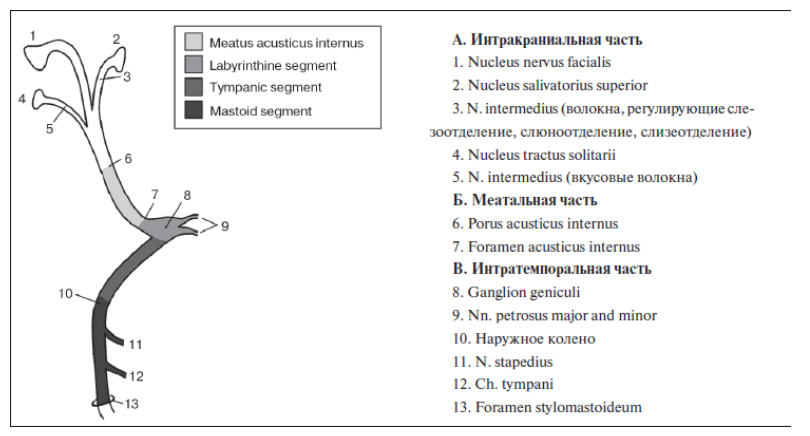 1
2
3
4
5
6
7
8
9
10
11
12
13
Meatus acusticus internus
Labyrinthine segment
Tympanic segment
Mastoid segment
А. Интракраниальная часть
1. Nucleus nervus facialis
2. Nucleus salivatorius superior
3. N. intermedius (волокна, регулирующие сле-
зоотделение, слюноотделение, слизеотделение)
4. Nucleus tractus solitarii
5. N. intermedius (вкусовые волокна)
Б. Меатальная часть
6. Porus acusticus internus
7. Foramen acusticus internus
В. Интратемпоральная часть
8. Ganglion geniculi
9. Nn. petrosus major and minor
10. Наружное колено
11. N. stapedius
12. Ch. tympani
13. Foramen stylomastoideum